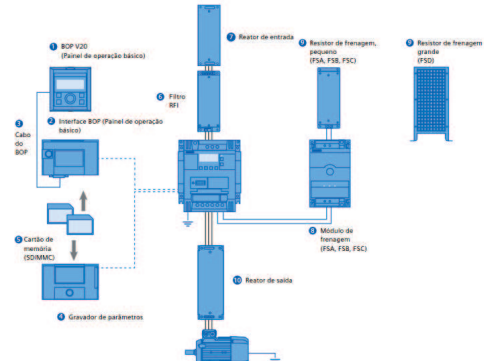 1 BOP V20
(Painel de operação básico)
2 Interface BOP (Painel de operação
básico)
3
Cabo
do
BOP
5 Cartão de
memória
(SD/MMC)
4 Gravador de parâmetros
7 Reator de entrada
6 Filtro
RFI
9 Resistor de frenagem,
pequeno
(FSA, FSB, FSC)
9 Resistor de frenagem
grande
(FSD)
8 Módulo de
frenagem
(FSA, FSB, FSC)
10 Reator de saída